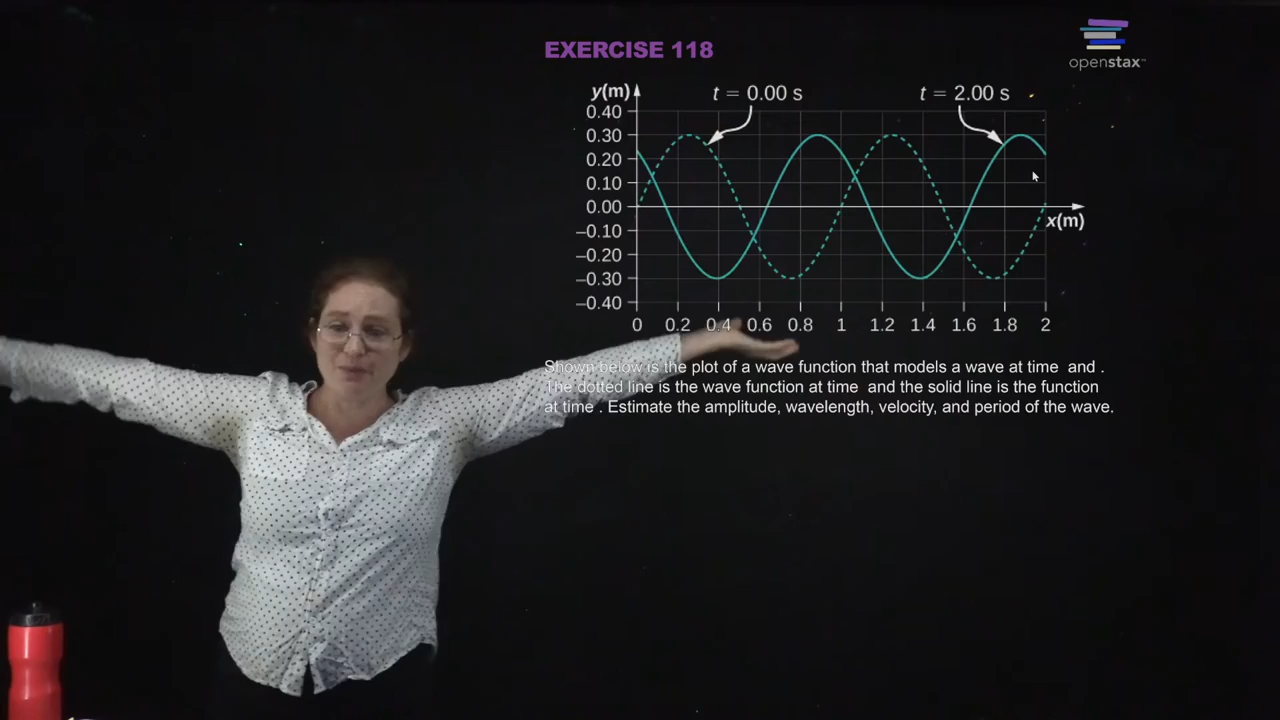 EXERCISE 118
openstax™
y(m)
t = 0.00 s
t = 2.00 s
0.40
0.30
0.20
0.10
0.00
–0.10
–0.20
–0.30
–0.40
x(m)
0 0.2 0.4 0.6 0.8 1 1.2 1.4 1.6 1.8 2
Shown below is the plot of a wave function that models a wave at time and .
The dotted line is the wave function at time and the solid line is the function
at time . Estimate the amplitude, wavelength, velocity, and period of the wave.